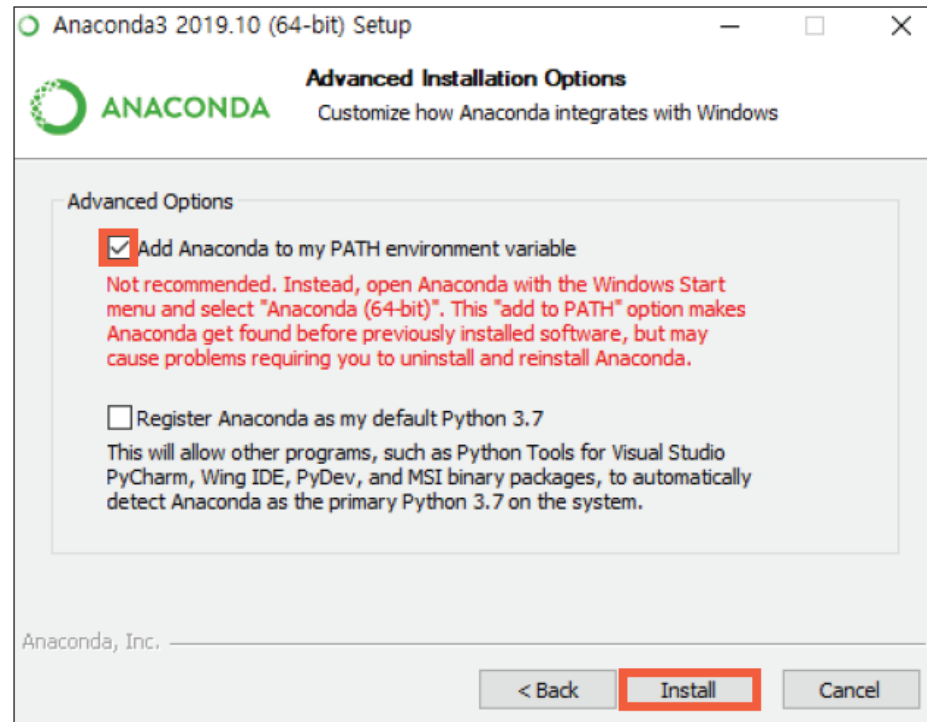 Anaconda3 2019.10 (64-bit) Setup
ANACONDA
Advanced Installation Options
Customize how Anaconda integrates with Windows
Advanced Options
Add Anaconda to my PATH environment variable
Not recommended. Instead, open Anaconda with the Windows Start
menu and select "Anaconda (64-bit)". This "add to PATH" option makes
Anaconda get found before previously installed software, but may
cause problems requiring you to uninstall and reinstall Anaconda.
Register Anaconda as my default Python 3.7
This will allow other programs, such as Python Tools for Visual Studio
PyCharm, Wing IDE, PyDev, and MSI binary packages, to automatically
detect Anaconda as the primary Python 3.7 on the system.
Anaconda, Inc.
< Back
Install
Cancel